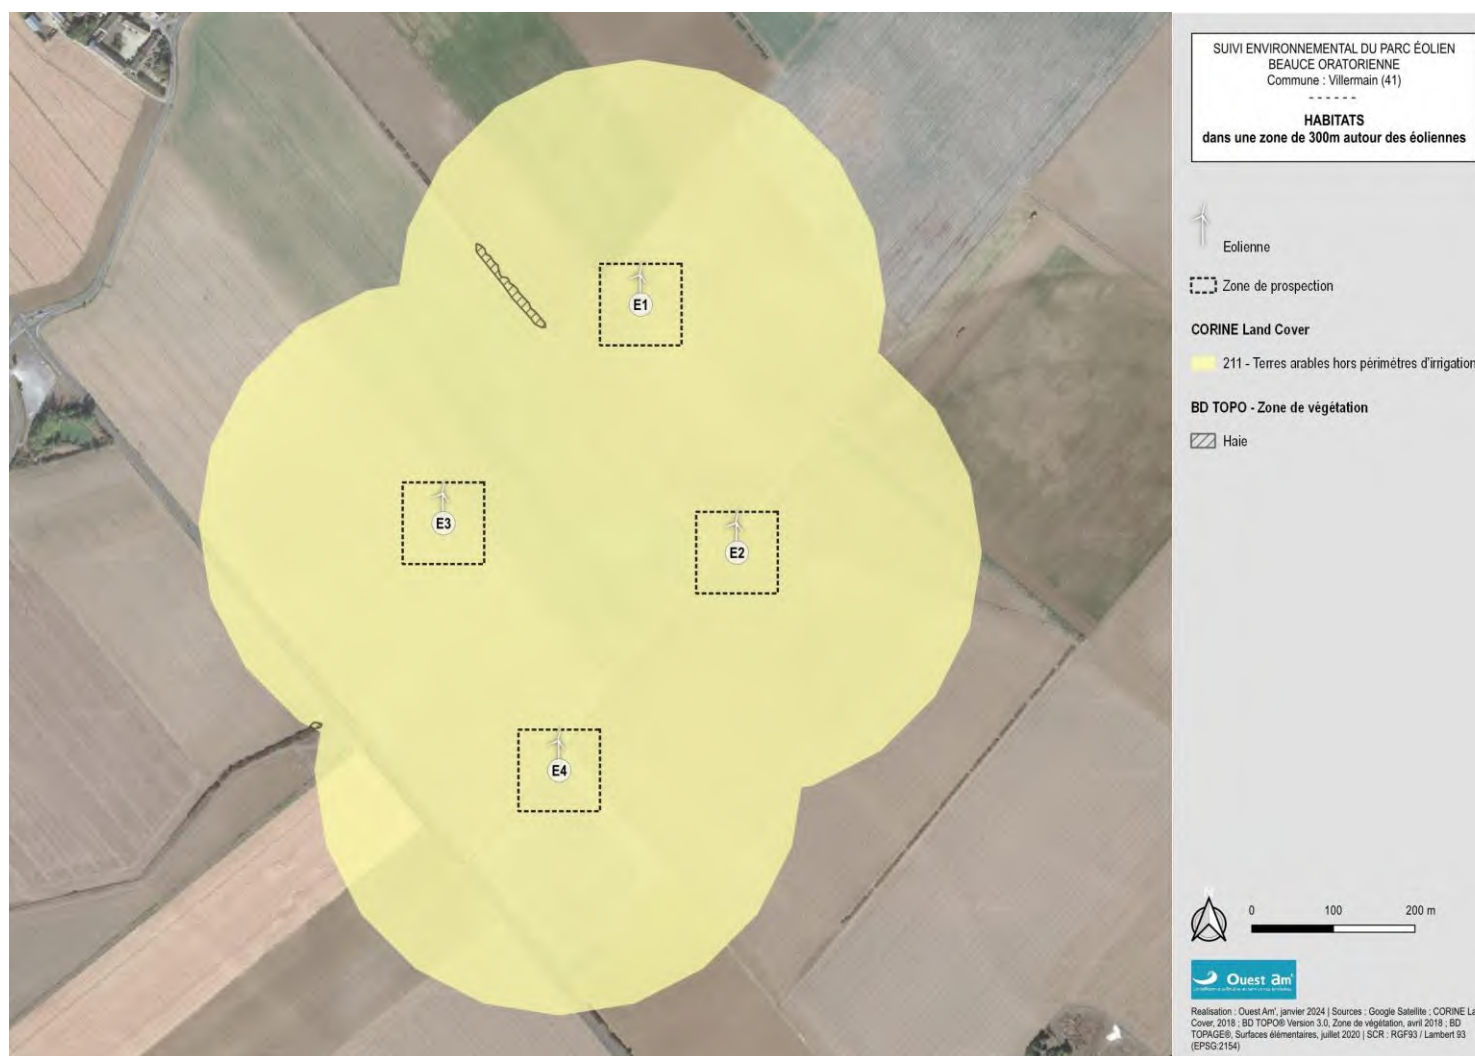 SUIVI ENVIRONNEMENTAL DU PARC ÉOLIEN
BEAUCE ORATORIENNE
Commune : Villermain (41)
- - - - - -
HABITATS
dans une zone de 300m autour des éoliennes
Eolienne
Zone de prospection
CORINE Land Cover
211 - Terres arables hors périmètres d'irrigation
BD TOPO - Zone de végétation
Haie
E1
E3
E2
E4
N
0 100 200 m
Ouest am'
Realisation : Ouest Am', janvier 2024 | Sources : Google Satellite ; CORINE La
Cover, 2018 ; BD TOPO® Version 3.0, Zone de végétation, avril 2018 ; BD
TOPAGE®, Surfaces élémentaires, juillet 2020 | SCR : RGF93 / Lambert 93
(EPSG:2154)